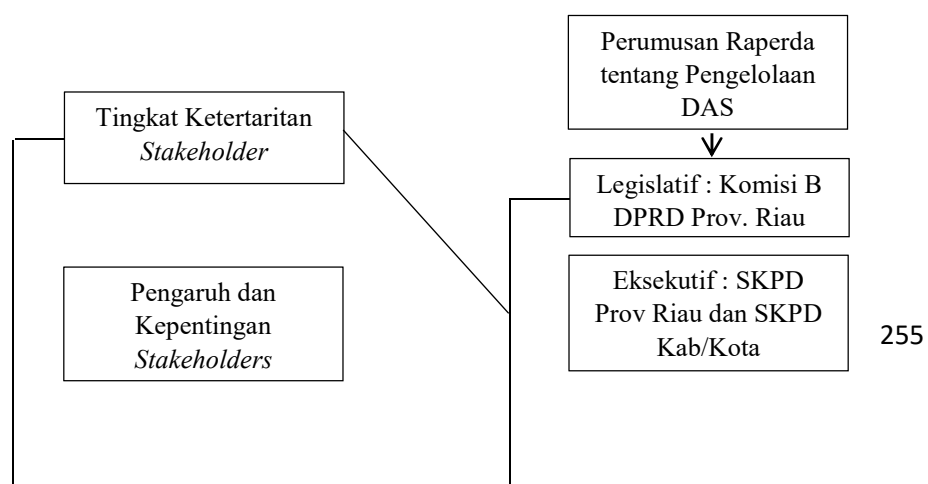 Perumusan Raperda
tentang Pengelolaan
DAS
Tingkat Ketertaritan
Stakeholder
Legislatif : Komisi B
DPRD Prov. Riau
Pengaruh dan
Kepentingan
Stakeholders
Eksekutif : SKPD
Prov Riau dan SKPD
Kab/Kota
255